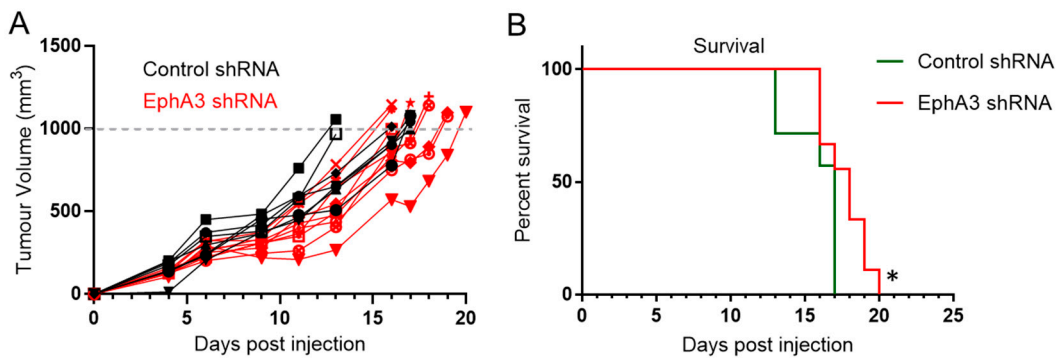 A
Tumour Volume (mm³)
1500
1000
500
0
Control shRNA
EphA3 shRNA
0
5
10
15
20
Days post injection
B
Survival
Percent survival
100
50
0
Control shRNA
EphA3 shRNA
*
0
5
10
15
20
25
Days post injection